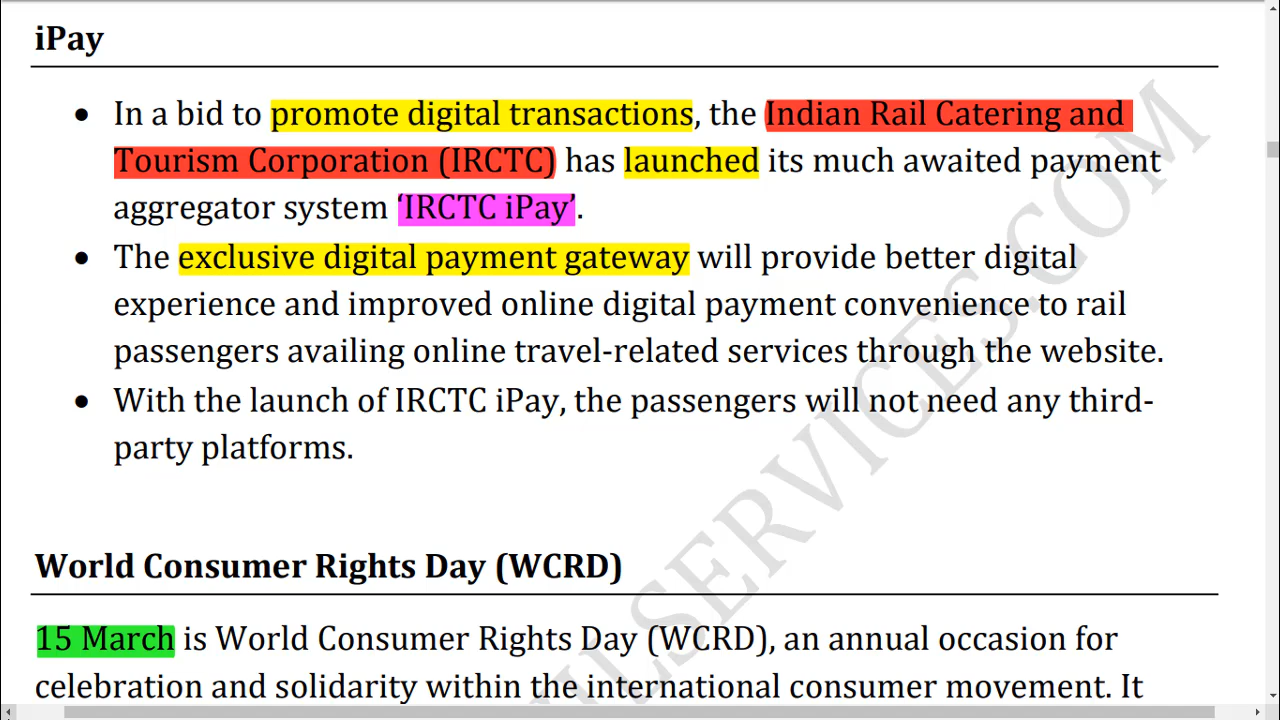 iPay
• In a bid to promote digital transactions, the Indian Rail Catering and
Tourism Corporation (IRCTC) has launched its much awaited payment
aggregator system ‘IRCTC iPay’.
• The exclusive digital payment gateway will provide better digital
experience and improved online digital payment convenience to rail
passengers availing online travel-related services through the website.
• With the launch of IRCTC iPay, the passengers will not need any third-
party platforms.
World Consumer Rights Day (WCRD)
15 March is World Consumer Rights Day (WCRD), an annual occasion for
celebration and solidarity within the international consumer movement. It
VILSERVICES.COM